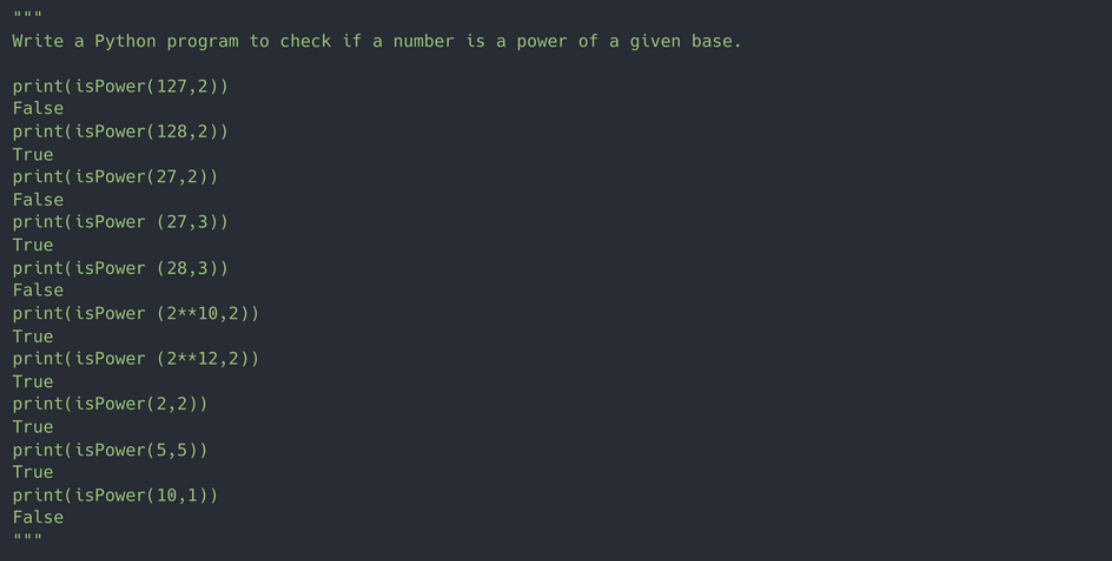 """
Write a Python program to check if a number is a power of a given base.
print(isPower(127,2))
False
print(isPower(128,2))
True
print(isPower(27,2))
False
print(isPower (27,3))
True
print(isPower (28,3))
False
print(isPower (2**10,2))
True
print(isPower (2**12,2))
True
print(isPower(2,2))
True
print(isPower(5,5))
True
print(isPower(10,1))
False
"""